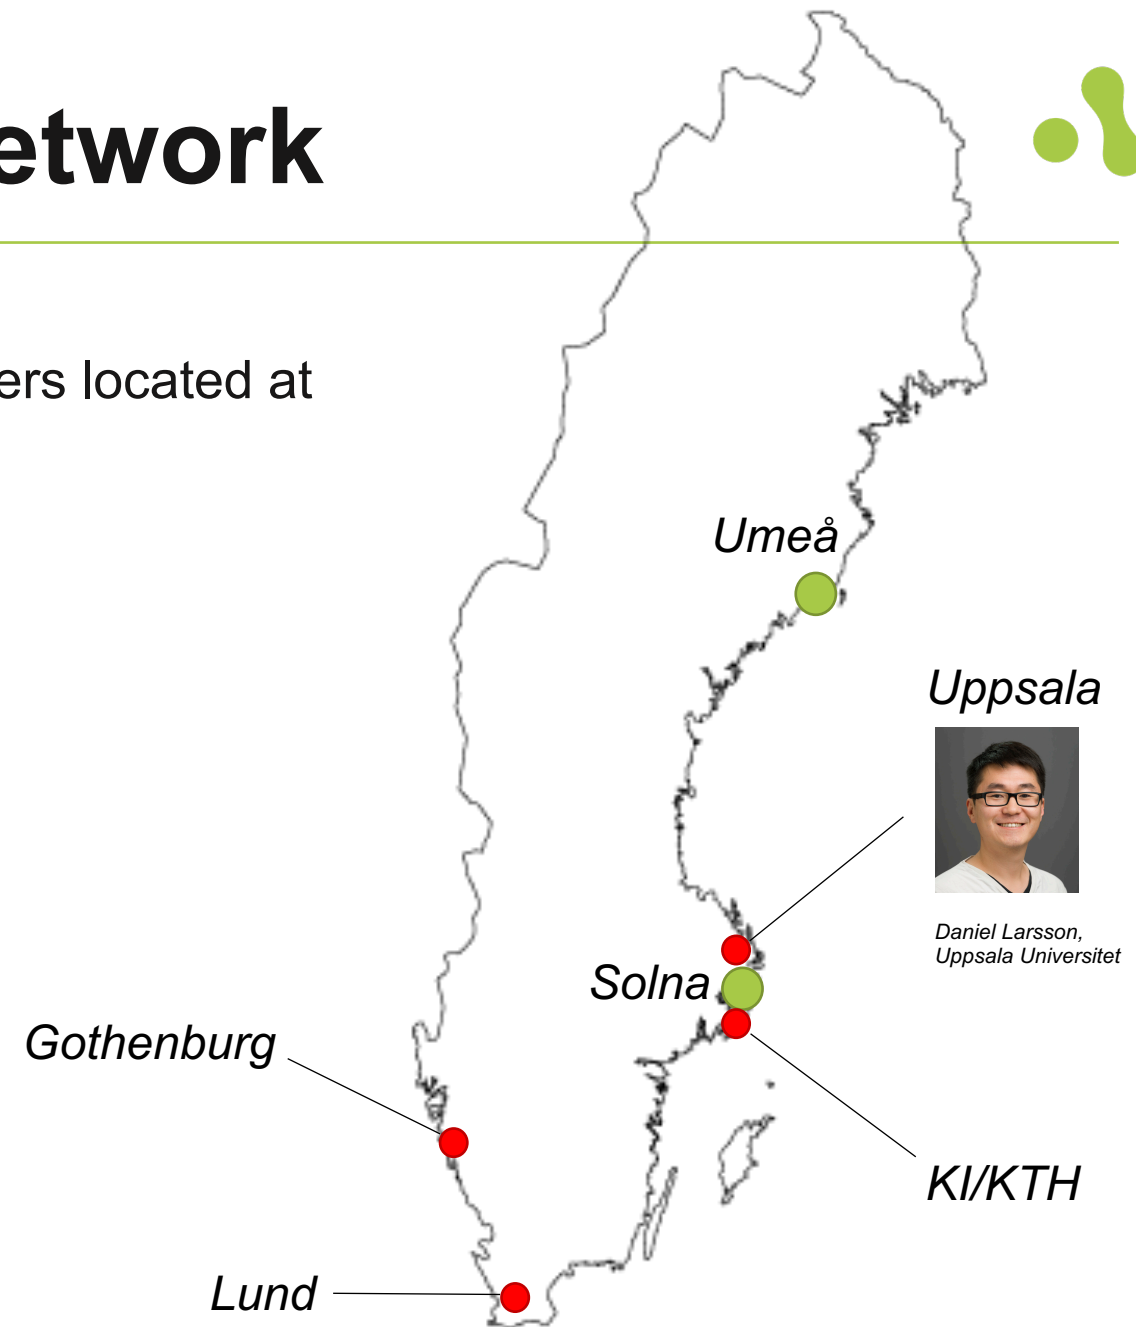 etwork
ers located at
Umeå
Uppsala
Daniel Larsson,
Uppsala Universitet
Solna
Gothenburg
KI/KTH
Lund